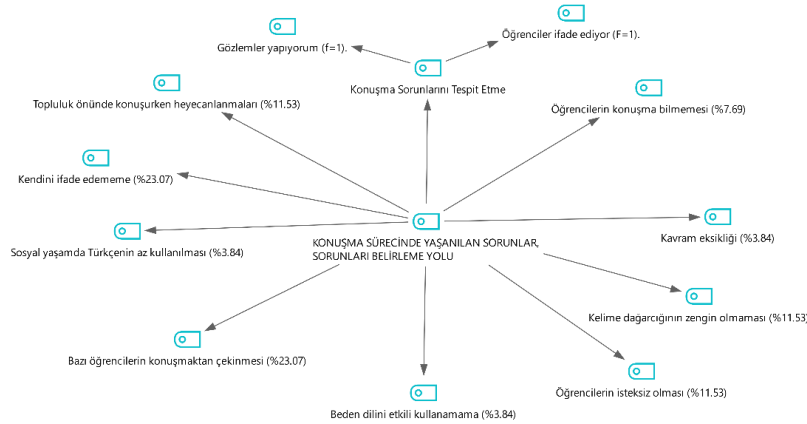 Öğrenciler ifade ediyor (F=1).
Gözlemler yapıyorum (f=1).
Konuşma Sorunlarını Tespit Etme
Topluluk önünde konuşurken heyecanlanmaları (%11.53)
Öğrencilerin konuşma bilmemesi (%7.69)
Kendini ifade edememe (%23.07)
Kavram eksikliği (%3.84)
Sosyal yaşamda Türkçenin az kullanılması (%3.84)
KONUŞMA SÜRECİNDE YAŞANILAN SORUNLAR,
SORUNLARI BELİRLEME YOLU
Kelime dağarcığının zengin olmaması (%11.53)
Bazı öğrencilerin konuşmaktan çekinmesi (%23.07)
Öğrencilerin isteksiz olması (%11.53)
Beden dilini etkili kullanamama (%3.84)